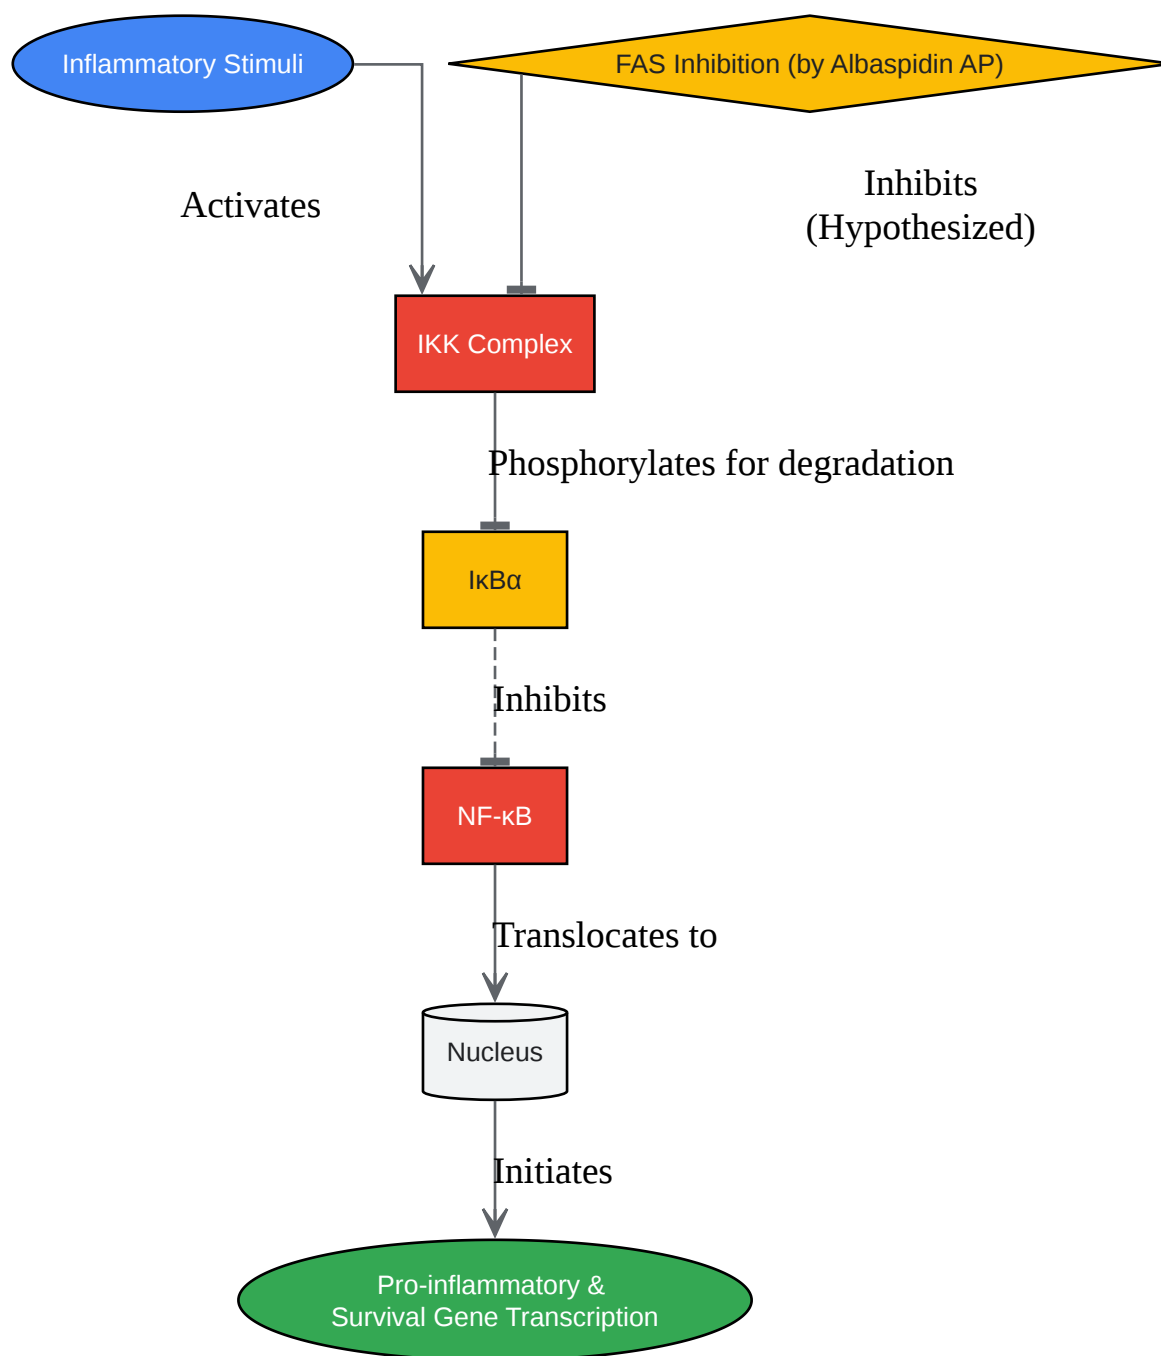 Inflammatory Stimuli
FAS Inhibition (by Albaspidin AP)
Activates
Inhibits
(Hypothesized)
IKK Complex
Phosphorylates for degradation
IκBα
Inhibits
NF-κB
Translocates to
Nucleus
Initiates
Pro-inflammatory &
Survival Gene Transcription